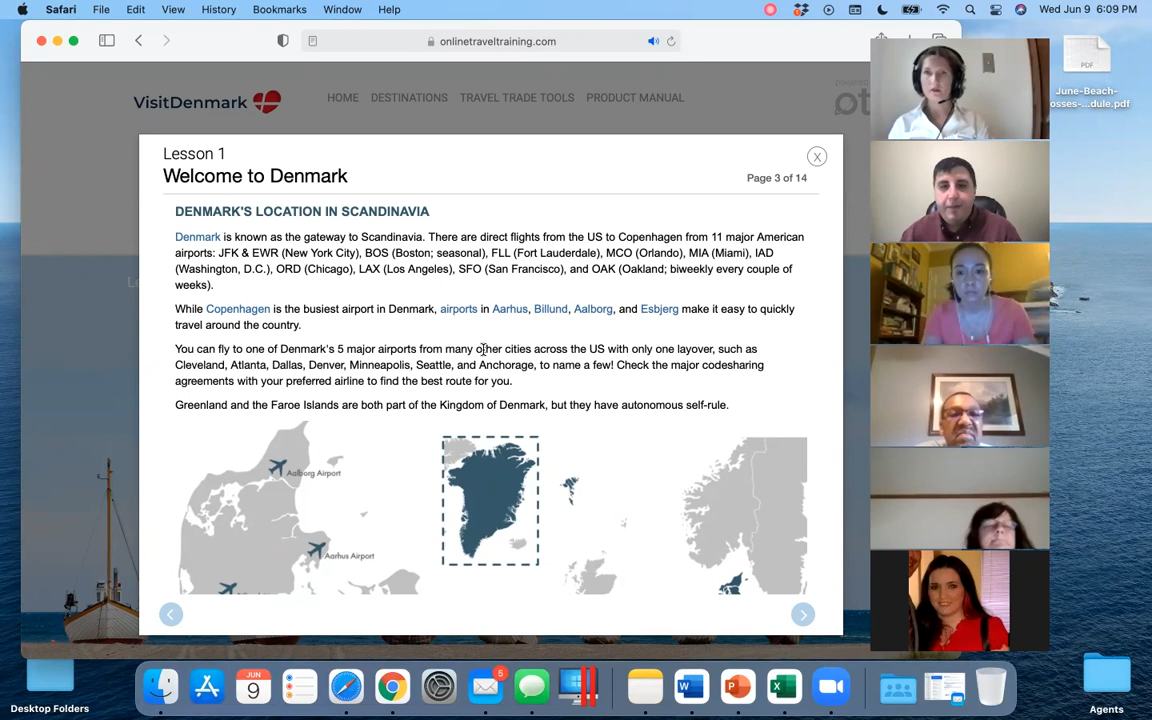 Safari File Edit View History Bookmarks Window Help Wed Jun 9 6:09 PM
onlinetraveltraining.com
VisitDenmark HOME DESTINATIONS TRAVEL TRADE TOOLS PRODUCT MANUAL
PDF
June-Beach-
osses-...dule.pdf
Lesson 1
Welcome to Denmark
X
Page 3 of 14
DENMARK'S LOCATION IN SCANDINAVIA
Denmark is known as the gateway to Scandinavia. There are direct flights from the US to Copenhagen from 11 major American
airports: JFK & EWR (New York City), BOS (Boston; seasonal), FLL (Fort Lauderdale), MCO (Orlando), MIA (Miami), IAD
(Washington, D.C.), ORD (Chicago), LAX (Los Angeles), SFO (San Francisco), and OAK (Oakland; biweekly every couple of
weeks).
While Copenhagen is the busiest airport in Denmark, airports in Aarhus, Billund, Aalborg, and Esbjerg make it easy to quickly
travel around the country.
You can fly to one of Denmark's 5 major airports from many other cities across the US with only one layover, such as
Cleveland, Atlanta, Dallas, Denver, Minneapolis, Seattle, and Anchorage, to name a few! Check the major codesharing
agreements with your preferred airline to find the best route for you.
Greenland and the Faroe Islands are both part of the Kingdom of Denmark, but they have autonomous self-rule.
Aalborg Airport
Aarhus Airport
JUN
9
5
Desktop Folders
Agents